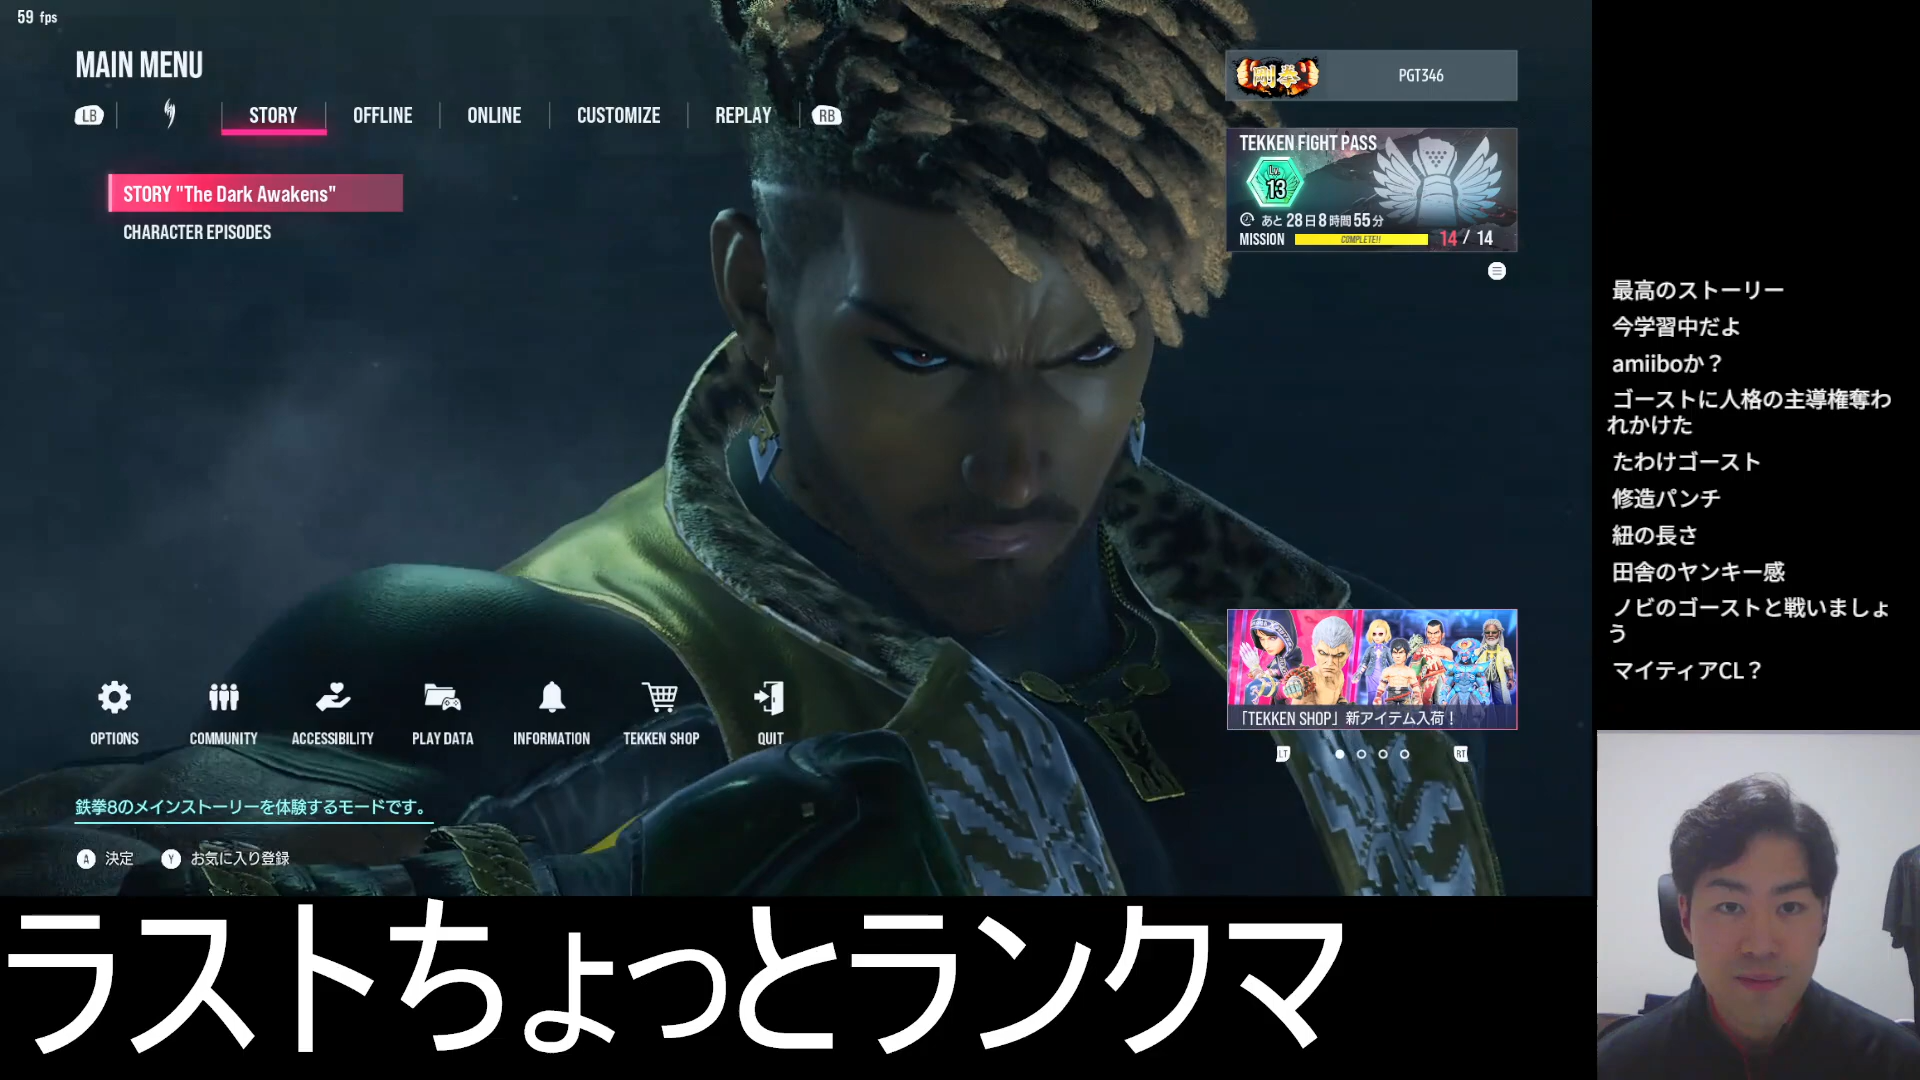 59 fps
MAIN MENU
LB
STORY
OFFLINE
ONLINE
CUSTOMIZE
REPLAY
RB
STORY "The Dark Awakens"
CHARACTER EPISODES
剛拳
PGT346
TEKKEN FIGHT PASS
Lv.
13
あと28日8時間55分
MISSION
COMPLETE!!
14 / 14
「TEKKEN SHOP」新アイテム入荷！
LT
RT
OPTIONS
COMMUNITY
ACCESSIBILITY
PLAY DATA
INFORMATION
TEKKEN SHOP
QUIT
鉄拳8のメインストーリーを体験するモードです。
A 決定
Y お気に入り登録
最高のストーリー
今学習中だよ
amiiboか？
ゴーストに人格の主導権奪わ
れかけた
たわけゴースト
修造パンチ
紐の長さ
田舎のヤンキー感
ノビのゴーストと戦いましょ
う
マイティアCL？
ラストちょっとランクマ